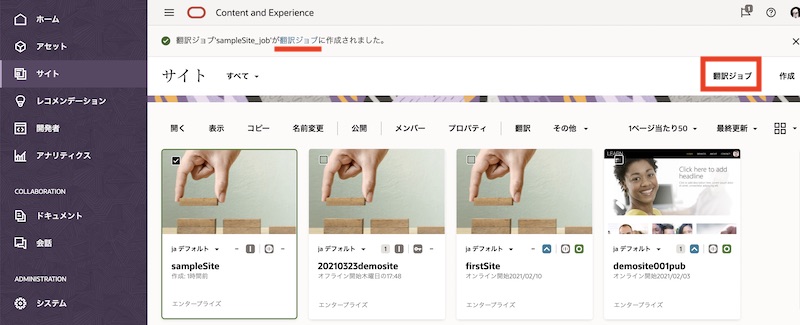 ホーム
アセット
サイト
レコメンデーション
開発者
アナリティクス
COLLABORATION
ドキュメント
会話
ADMINISTRATION
システム
Content and Experience
1
翻訳ジョブ'sampleSite_job'が翻訳ジョブに作成されました。
サイト すべて 翻訳ジョブ 作成
開く 表示 コピー 名前変更 公開 メンバー プロパティ 翻訳 その他 1ページ当たり50 最終更新
ja デフォルト
sampleSite
作成: 1時間前
エンタープライズ
ja デフォルト 1
20210323demosite
オフライン開始木曜日の17:48
エンタープライズ
ja デフォルト 1
firstSite
オンライン開始2021/02/10
エンタープライズ
LEARN
Click here to add headline
ja デフォルト 1
demosite001pub
オンライン開始2021/02/03
エンタープライズ